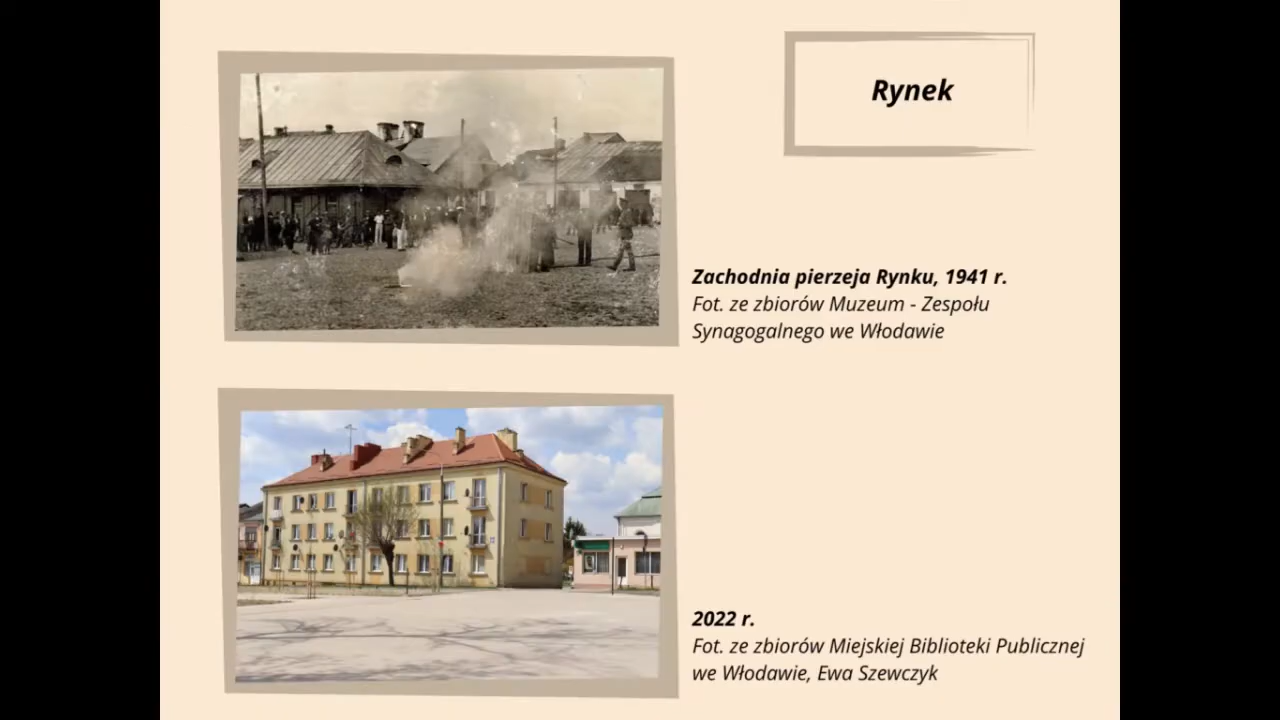 Rynek
Zachodnia pierzeja Rynku, 1941 r.
Fot. ze zbiorów Muzeum - Zespołu
Synagogalnego we Włodawie
2022 r.
Fot. ze zbiorów Miejskiej Biblioteki Publicznej
we Włodawie, Ewa Szewczyk